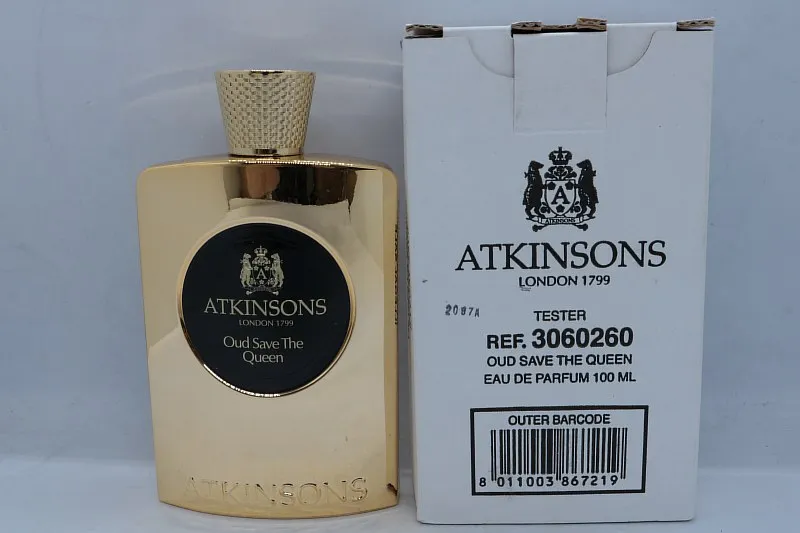 ATKINSONS
LONDON 1799
Oud Save The
Queen
ATKINSONS
A
ATKINSONS
LONDON 1799
2087A
TESTER
REF. 3060260
OUD SAVE THE QUEEN
EAU DE PARFUM 100 ML
OUTER BARCODE
8 011003 867219